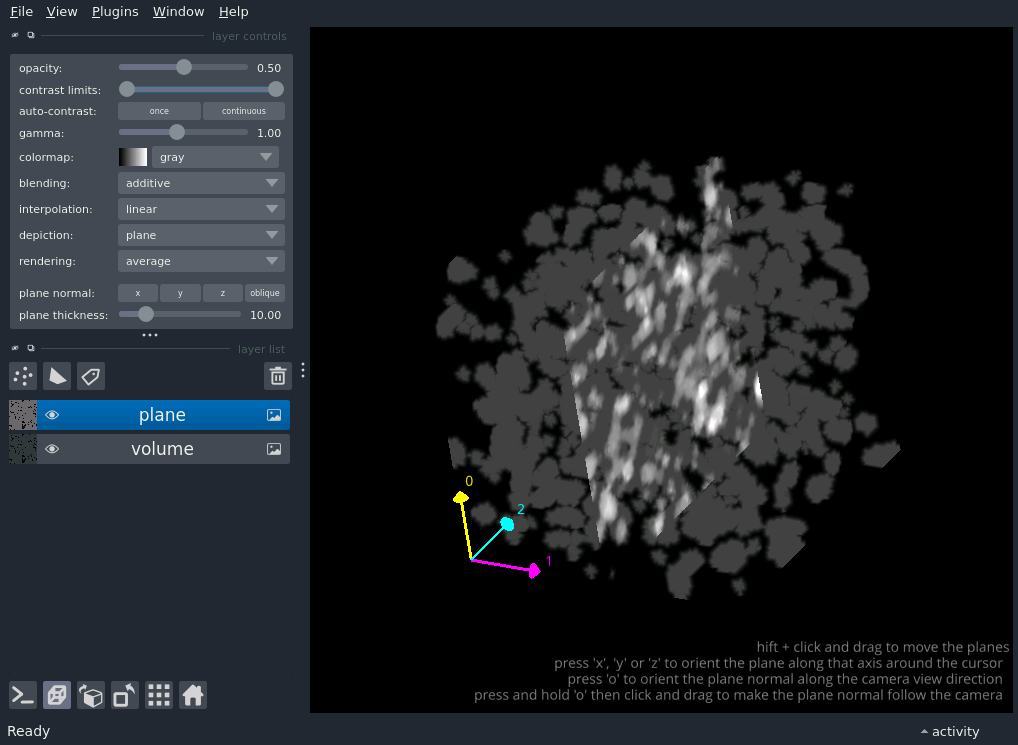 File View Plugins Window Help
layer controls
opacity: 0.50
contrast limits:
auto-contrast: once continuous
gamma: 1.00
colormap: gray
blending: additive
interpolation: linear
depiction: plane
rendering: average
plane normal: x y z oblique
plane thickness: 10.00
layer list
plane
volume
0
2
1
hift + click and drag to move the planes
press 'x', 'y' or 'z' to orient the plane along that axis around the cursor
press 'o' to orient the plane normal along the camera view direction
press and hold 'o' then click and drag to make the plane normal follow the camera
Ready activity